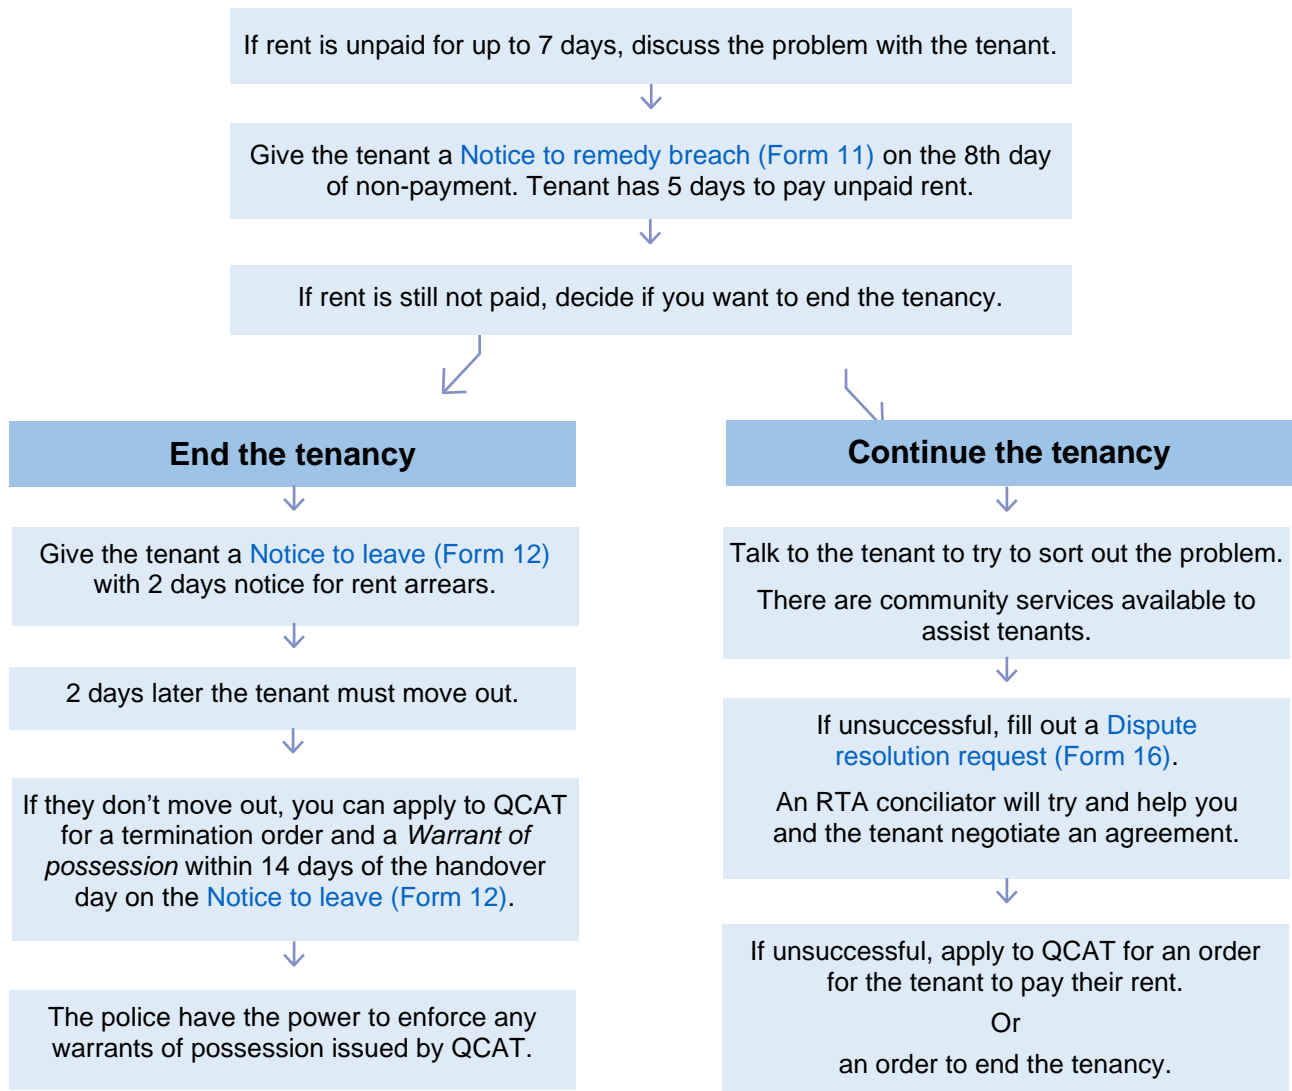 If rent is unpaid for up to 7 days, discuss the problem with the tenant.
Give the tenant a Notice to remedy breach (Form 11) on the 8th day
of non-payment. Tenant has 5 days to pay unpaid rent.
If rent is still not paid, decide if you want to end the tenancy.
End the tenancy
Give the tenant a Notice to leave (Form 12)
with 2 days notice for rent arrears.
2 days later the tenant must move out.
If they don’t move out, you can apply to QCAT
for a termination order and a Warrant of
possession within 14 days of the handover
day on the Notice to leave (Form 12).
The police have the power to enforce any
warrants of possession issued by QCAT.
Continue the tenancy
Talk to the tenant to try to sort out the problem.
There are community services available to
assist tenants.
If unsuccessful, fill out a Dispute
resolution request (Form 16).
An RTA conciliator will try and help you
and the tenant negotiate an agreement.
If unsuccessful, apply to QCAT for an order
for the tenant to pay their rent.
Or
an order to end the tenancy.